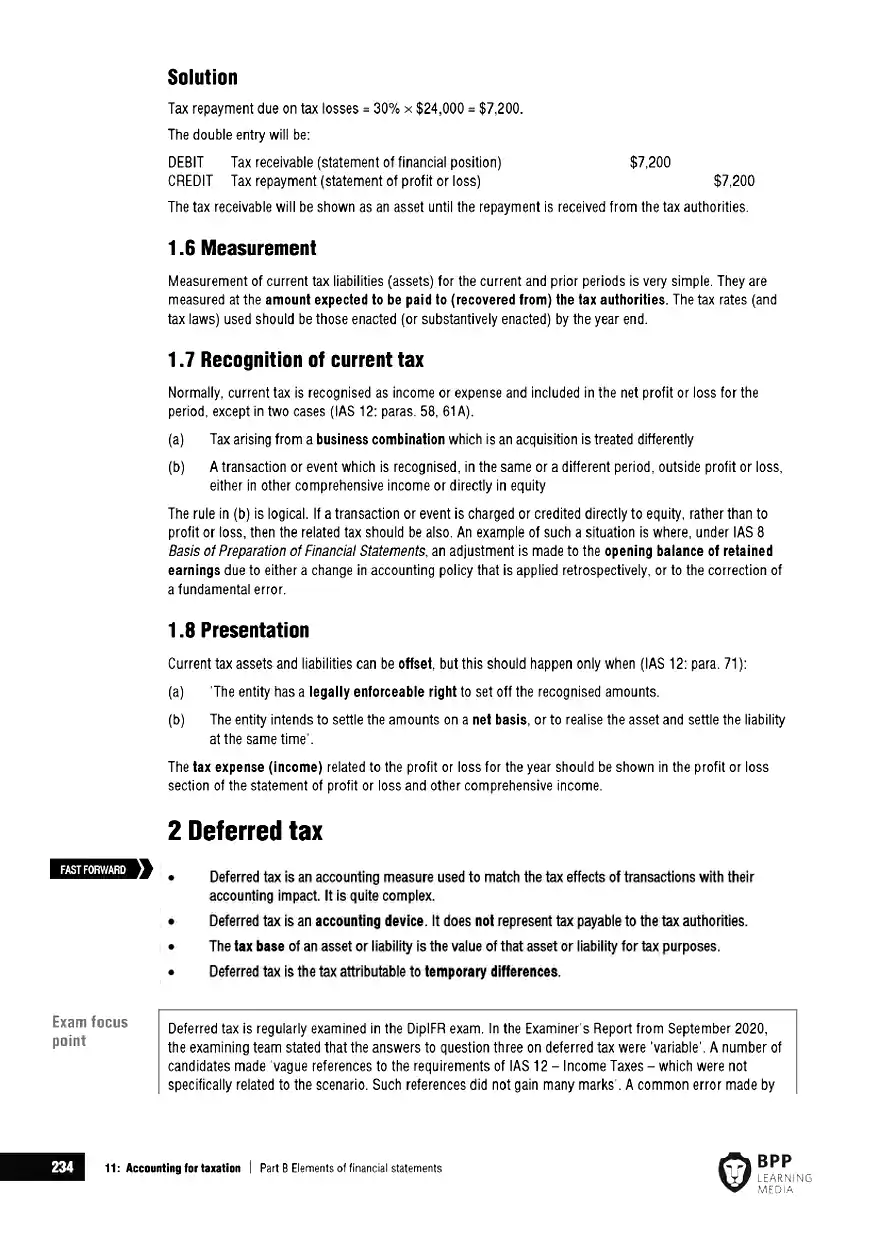 Solution
Tax repayment due on tax losses = 30% × $24,000 = $7,200.
The double entry will be:
DEBIT Tax receivable (statement of financial position) $7,200
CREDIT Tax repayment (statement of profit or loss) $7,200
The tax receivable will be shown as an asset until the repayment is received from the tax authorities.
1.6 Measurement
Measurement of current tax liabilities (assets) for the current and prior periods is very simple. They are
measured at the amount expected to be paid to (recovered from) the tax authorities. The tax rates (and
tax laws) used should be those enacted (or substantively enacted) by the year end.
1.7 Recognition of current tax
Normally, current tax is recognised as income or expense and included in the net profit or loss for the
period, except in two cases (IAS 12: paras. 58, 61A).
(a) Tax arising from a business combination which is an acquisition is treated differently
(b) A transaction or event which is recognised, in the same or a different period, outside profit or loss,
either in other comprehensive income or directly in equity
The rule in (b) is logical. If a transaction or event is charged or credited directly to equity, rather than to
profit or loss, then the related tax should be also. An example of such a situation is where, under IAS 8
Basis of Preparation of Financial Statements, an adjustment is made to the opening balance of retained
earnings due to either a change in accounting policy that is applied retrospectively, or to the correction of
a fundamental error.
1.8 Presentation
Current tax assets and liabilities can be offset, but this should happen only when (IAS 12: para. 71):
(a) 'The entity has a legally enforceable right to set off the recognised amounts.
(b) The entity intends to settle the amounts on a net basis, or to realise the asset and settle the liability
at the same time'.
The tax expense (income) related to the profit or loss for the year should be shown in the profit or loss
section of the statement of profit or loss and other comprehensive income.
2 Deferred tax
FAST FORWARD
• Deferred tax is an accounting measure used to match the tax effects of transactions with their
accounting impact. It is quite complex.
• Deferred tax is an accounting device. It does not represent tax payable to the tax authorities.
• The tax base of an asset or liability is the value of that asset or liability for tax purposes.
• Deferred tax is the tax attributable to temporary differences.
Exam focus
point
Deferred tax is regularly examined in the DipIFR exam. In the Examiner's Report from September 2020,
the examining team stated that the answers to question three on deferred tax were 'variable'. A number of
candidates made 'vague references to the requirements of IAS 12 – Income Taxes – which were not
specifically related to the scenario. Such references did not gain many marks'. A common error made by
234 11: Accounting for taxation | Part B Elements of financial statements
BPP
LEARNING
MEDIA